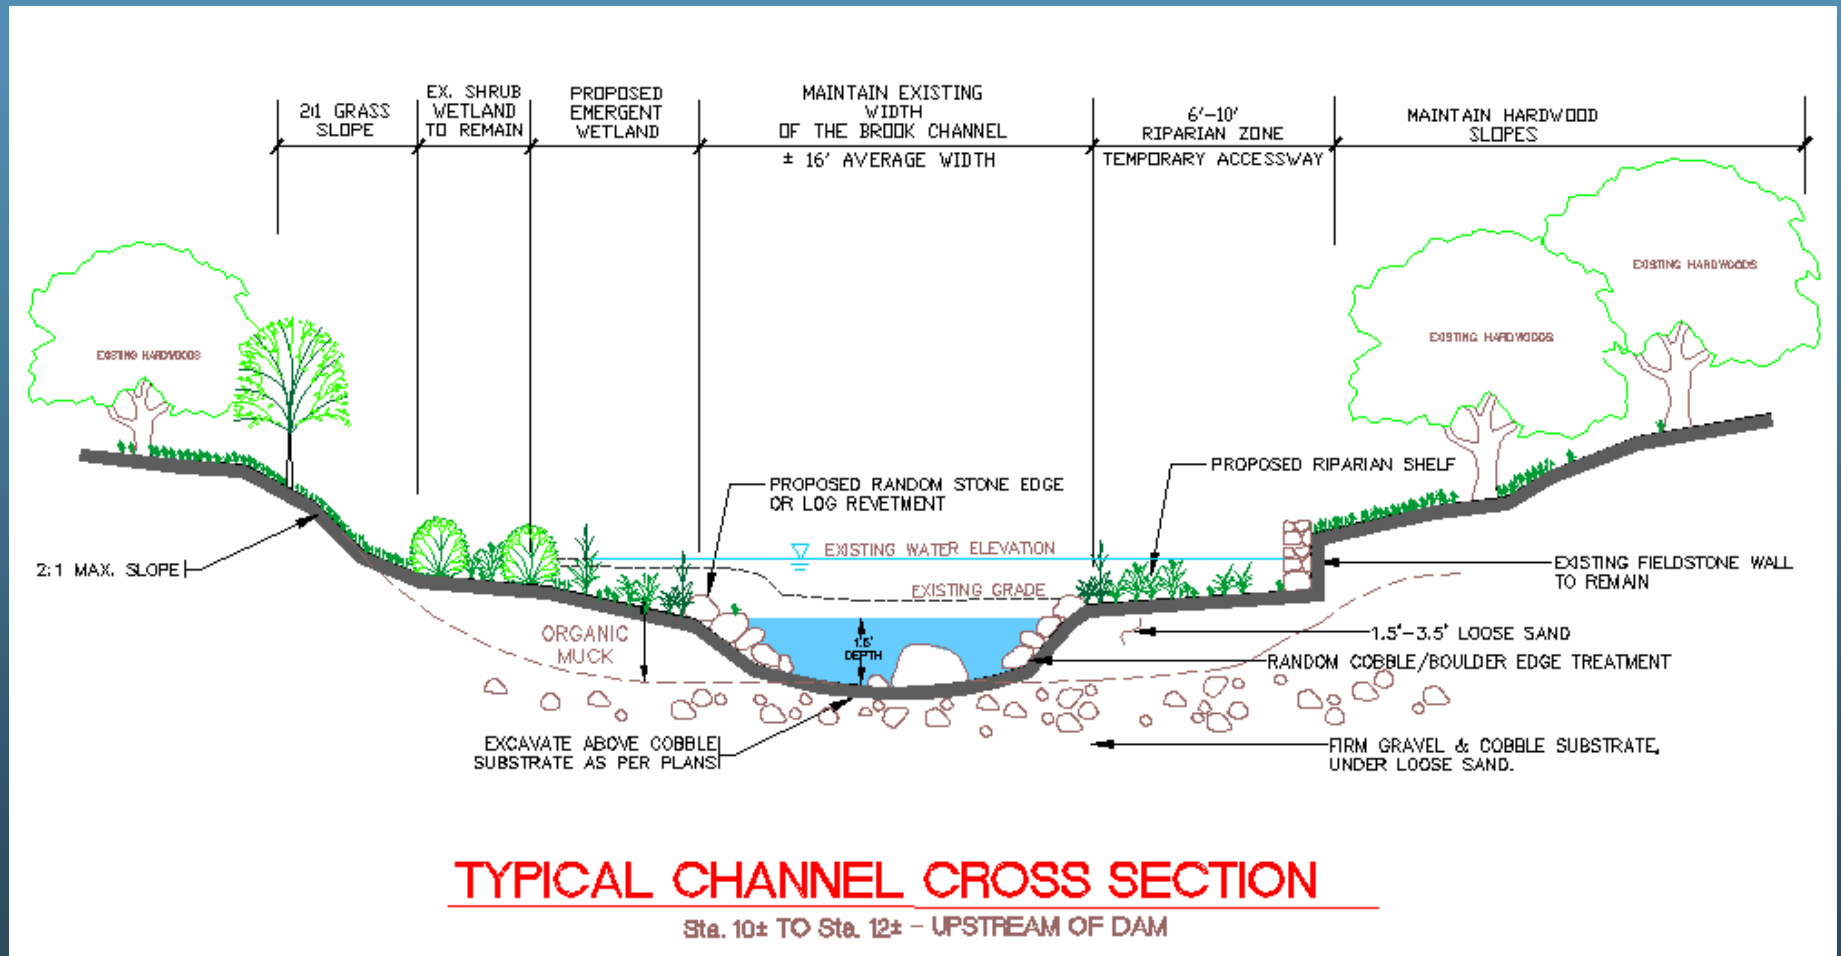 2:1 GRASS
SLOPE
EX. SHRUB
WETLAND
TO REMAIN
PROPOSED
EMERGENT
WETLAND
MAINTAIN EXISTING
WIDTH
OF THE BROOK CHANNEL
± 16' AVERAGE WIDTH
6'-10'
RIPARIAN ZONE
TEMPORARY ACCESSWAY
MAINTAIN HARDWOOD
SLOPES
EXISTING HARDWOODS
EXISTING HARDWOODS
EXISTING HARDWOODS
PROPOSED RANDOM STONE EDGE
OR LOG REVETMENT
PROPOSED RIPARIAN SHELF
2:1 MAX. SLOPE
EXISTING WATER ELEVATION
EXISTING GRADE
EXISTING FIELDSTONE WALL
TO REMAIN
ORGANIC
MUCK
DEPTH
1.5'-3.5' LOOSE SAND
RANDOM COBBLE/BOULDER EDGE TREATMENT
EXCAVATE ABOVE COBBLE
SUBSTRATE AS PER PLANS
FIRM GRAVEL & COBBLE SUBSTRATE,
UNDER LOOSE SAND.
TYPICAL CHANNEL CROSS SECTION
Sta. 10± TO Sta. 12± - UPSTREAM OF DAM